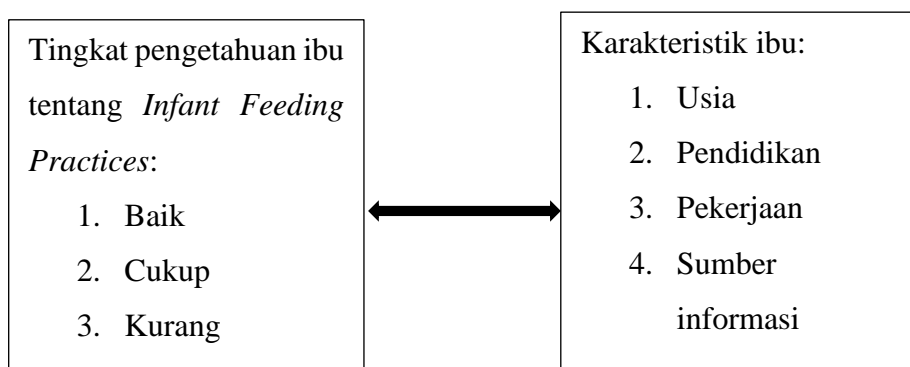 Tingkat pengetahuan ibu
tentang Infant Feeding
Practices:
1. Baik
2. Cukup
3. Kurang
Karakteristik ibu:
1. Usia
2. Pendidikan
3. Pekerjaan
4. Sumber
informasi